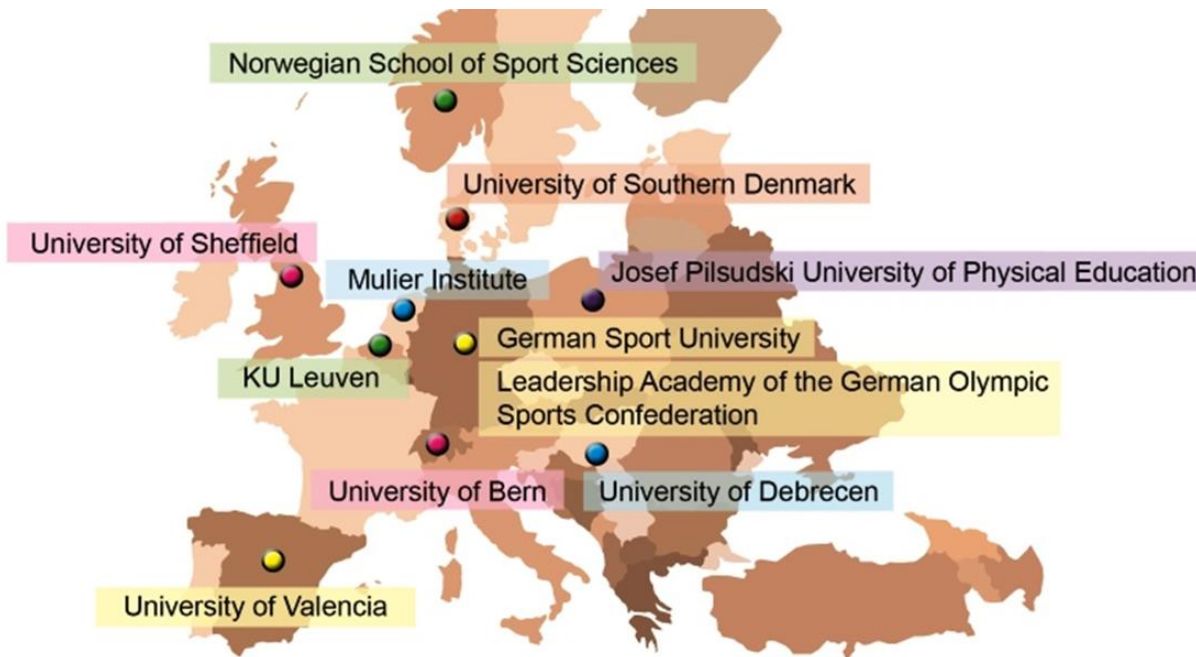 Norwegian School of Sport Sciences
University of Southern Denmark
University of Sheffield
Mulier Institute
Josef Pilsudski University of Physical Education
German Sport University
KU Leuven
Leadership Academy of the German Olympic
Sports Confederation
University of Bern
University of Debrecen
University of Valencia